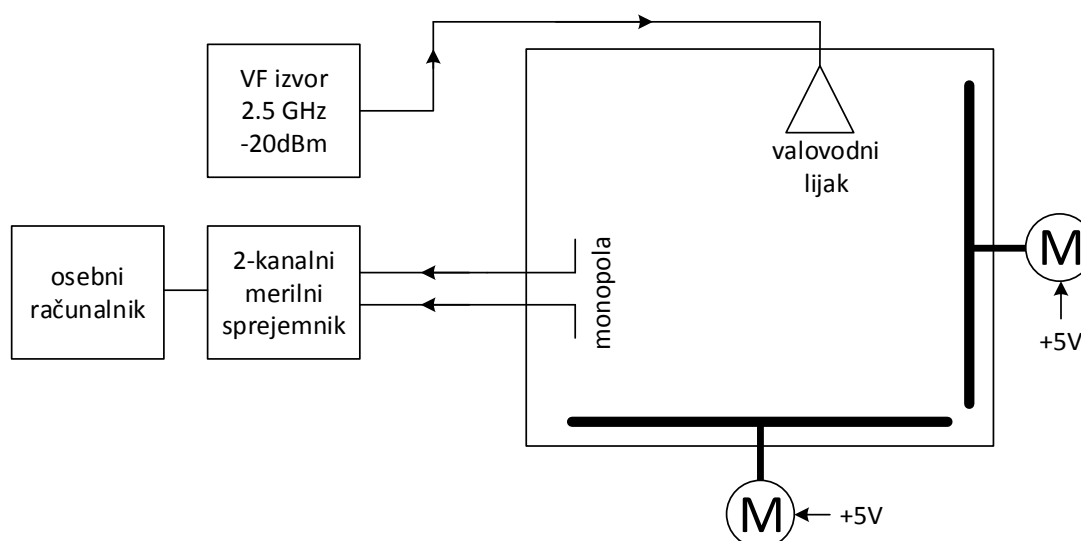 VF izvor
2.5 GHz
-20dBm
valovodni
lijak
osebni
računalnik
2-kanalni
merilni
sprejemnik
monopola
M
+5V
M
+5V